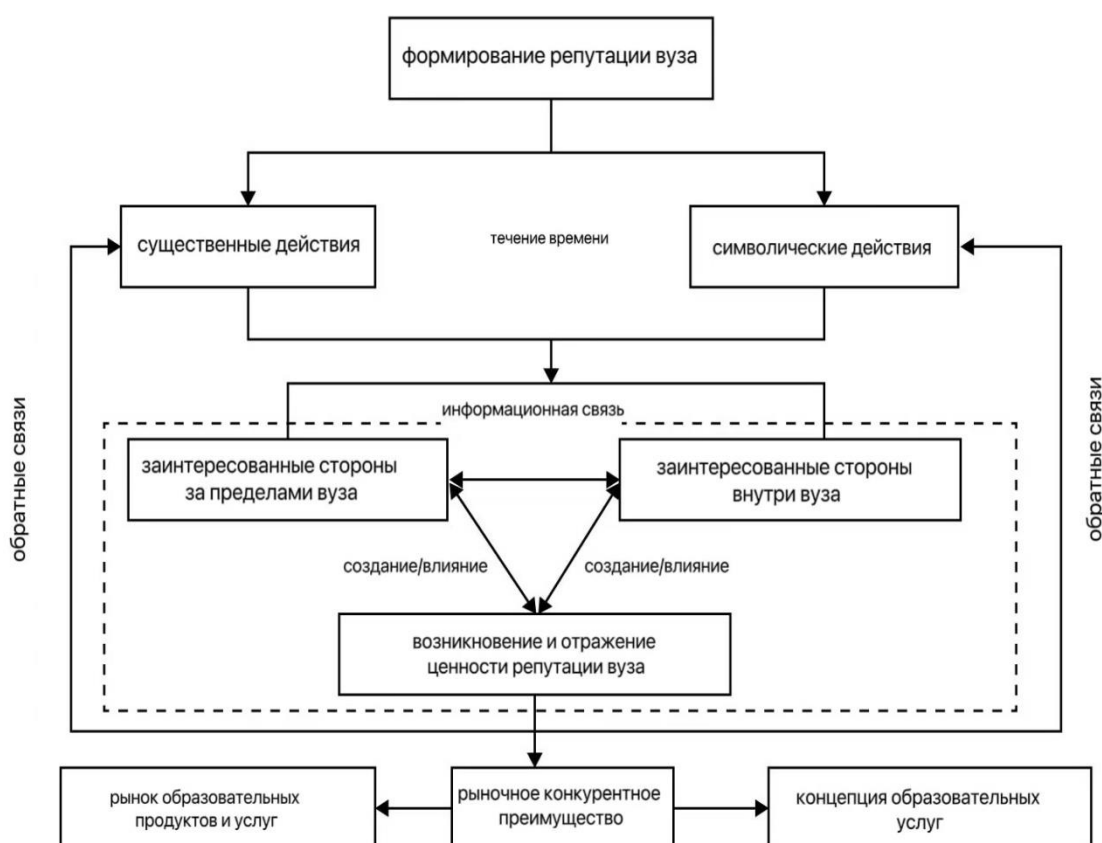 формирование репутации вуза
существенные действия
течение времени
символические действия
обратные связи
обратные связи
информационная связь
заинтересованные стороны
за пределами вуза
заинтересованные стороны
внутри вуза
создание/влияние
создание/влияние
возникновение и отражение
ценности репутации вуза
рынок образовательных
продуктов и услуг
рыночное конкурентное
преимущество
концепция образовательных
услуг